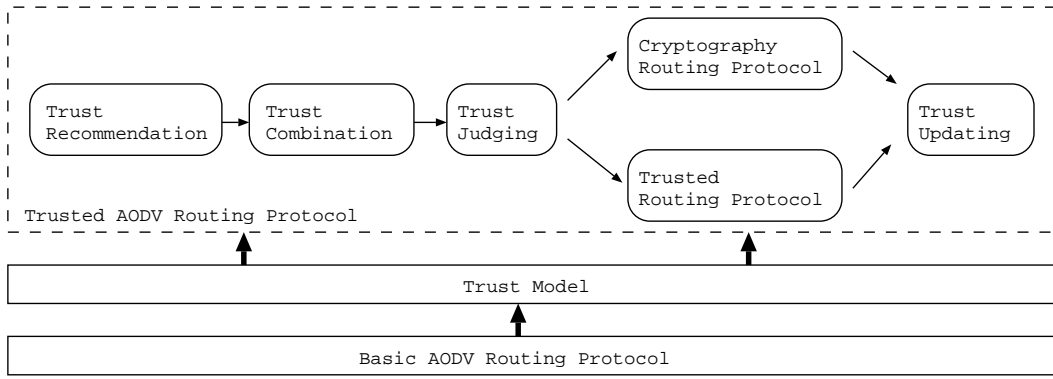 Trust
Recommendation
Trust
Combination
Trust
Judging
Cryptography
Routing Protocol
Trusted
Routing Protocol
Trust
Updating
Trusted AODV Routing Protocol
Trust Model
Basic AODV Routing Protocol